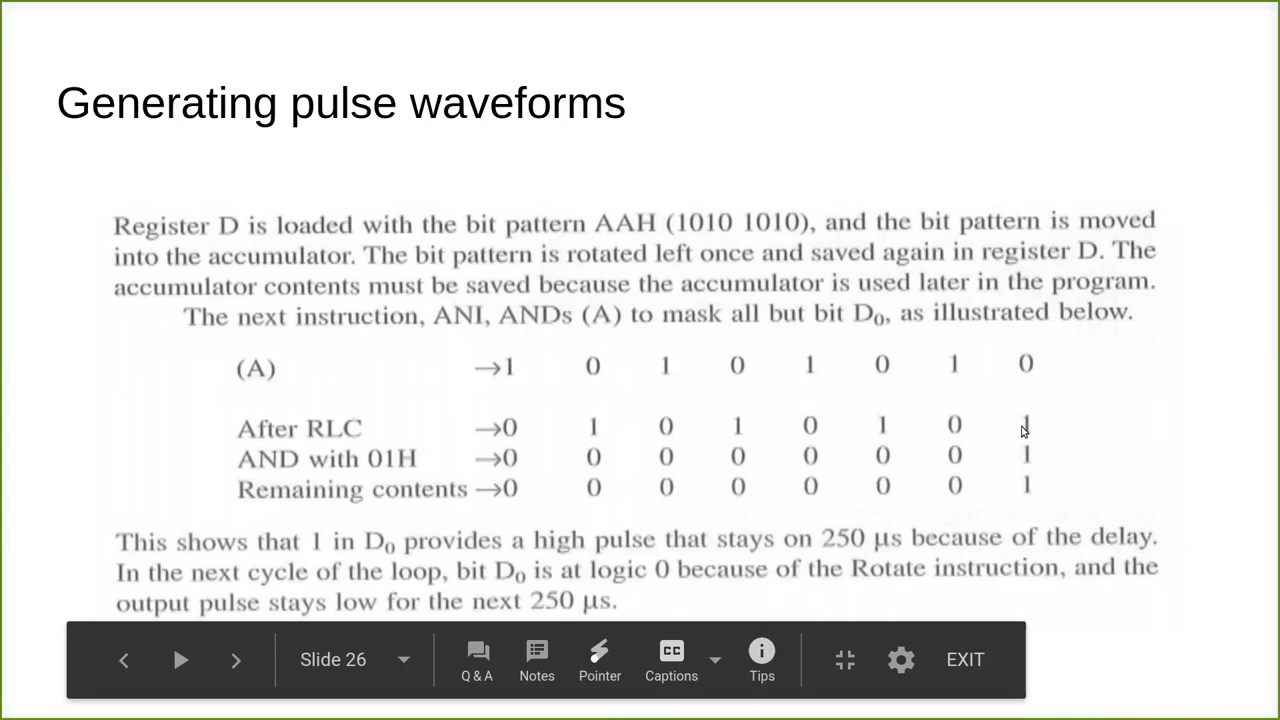 Generating pulse waveforms
Register D is loaded with the bit pattern AAH (1010 1010), and the bit pattern is moved
into the accumulator. The bit pattern is rotated left once and saved again in register D. The
accumulator contents must be saved because the accumulator is used later in the program.
The next instruction, ANI, ANDs (A) to mask all but bit D₀, as illustrated below.
(A) →1 0 1 0 1 0 1 0
After RLC →0 1 0 1 0 1 0 1
AND with 01H →0 0 0 0 0 0 0 1
Remaining contents →0 0 0 0 0 0 0 1
This shows that 1 in D₀ provides a high pulse that stays on 250 μs because of the delay.
In the next cycle of the loop, bit D₀ is at logic 0 because of the Rotate instruction, and the
output pulse stays low for the next 250 μs.
Slide 26 Q & A Notes Pointer CC Captions Tips EXIT